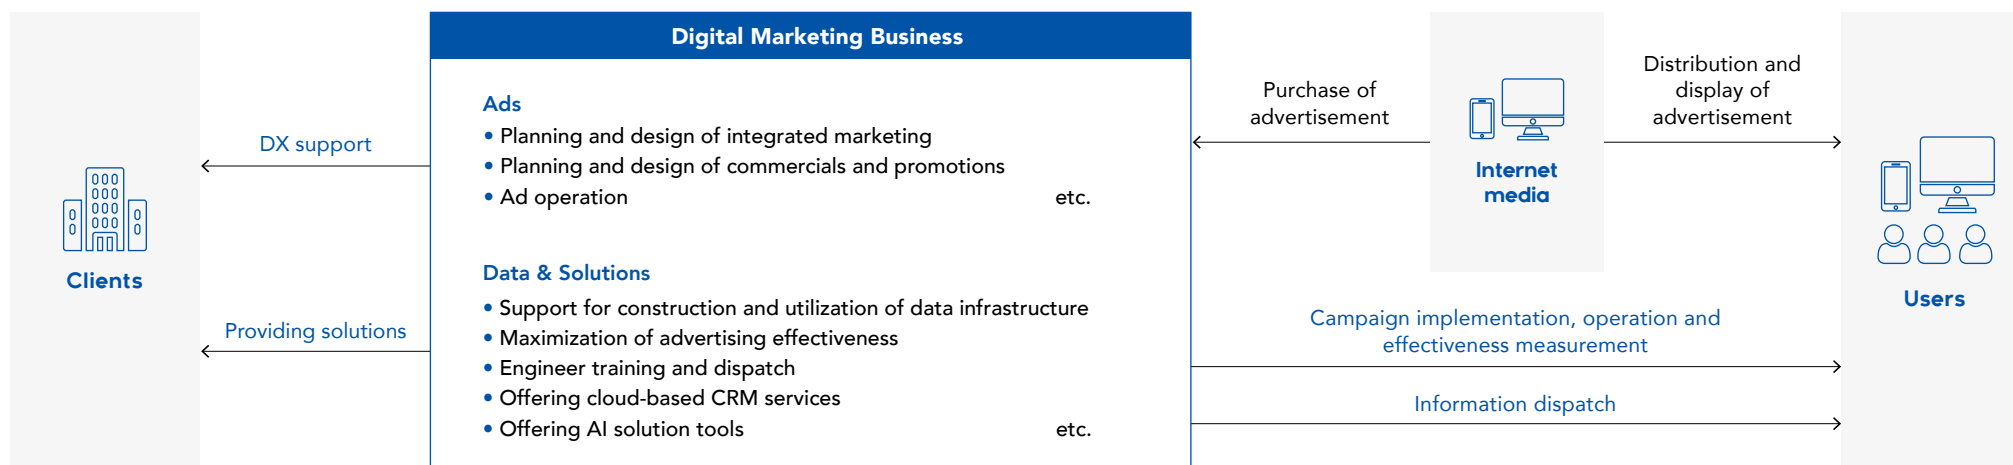 Digital Marketing Business
Clients
DX support
Providing solutions
Ads
• Planning and design of integrated marketing
• Planning and design of commercials and promotions
• Ad operation etc.
Data & Solutions
• Support for construction and utilization of data infrastructure
• Maximization of advertising effectiveness
• Engineer training and dispatch
• Offering cloud-based CRM services
• Offering AI solution tools etc.
Purchase of
advertisement
Internet
media
Distribution and
display of
advertisement
Campaign implementation, operation and
effectiveness measurement
Information dispatch
Users